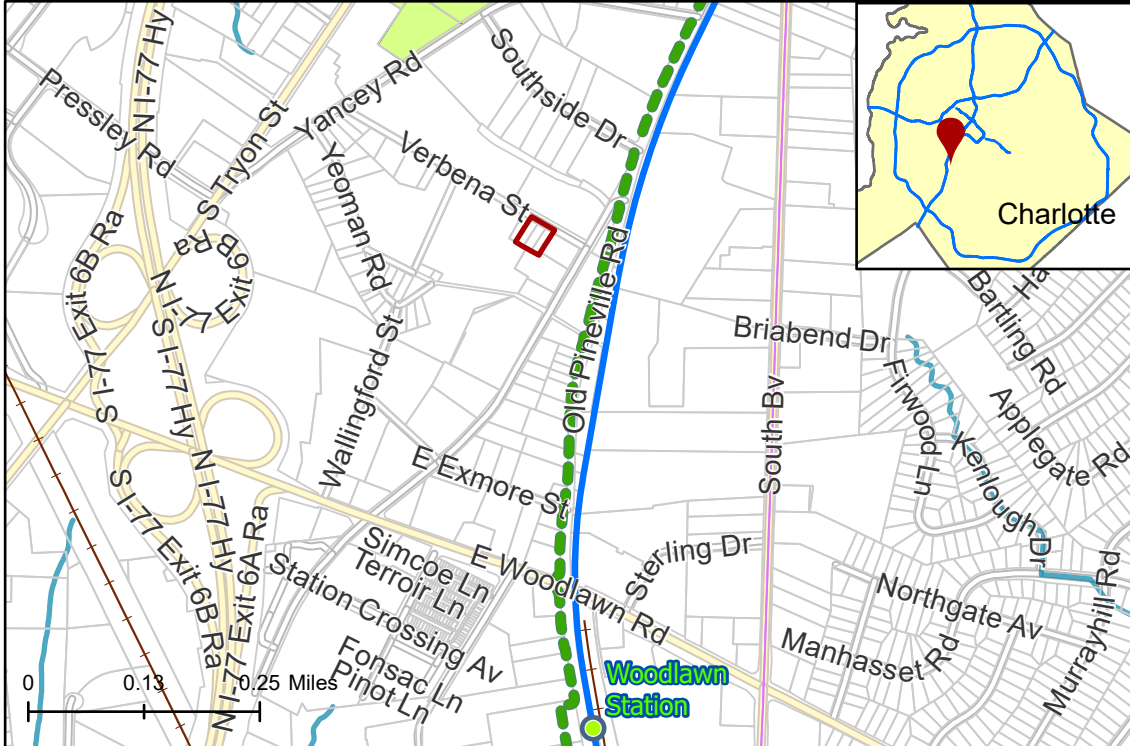 N I-77 Hy
Pressley Rd
S Tryon St
Yancey Rd
Southside Dr
Verbena St
Yeoman Rd
Charlotte
Exit 6B Ra
S I-77 Exit 6B Ra
N I-77 Hy
S I-77 Hy
Old Pineville Rd
Briabend Dr
Bartling Rd
Ha
Wallingford St
South Bv
Firwood Ln
Applegate Rd
Kenlough Dr
E Exmore St
S I-77 Exit 6B Ra
N I-77 Hy
N I-77 Exit 6A Ra
Simcoe Ln
Terroir Ln
E Woodlawn Rd
Sterling Dr
Station Crossing Av
Northgate Av
Manhasset Rd
Murrayhill Rd
Fonsac Ln
Pinot Ln
Woodlawn
Station
0 0.13 0.25 Miles